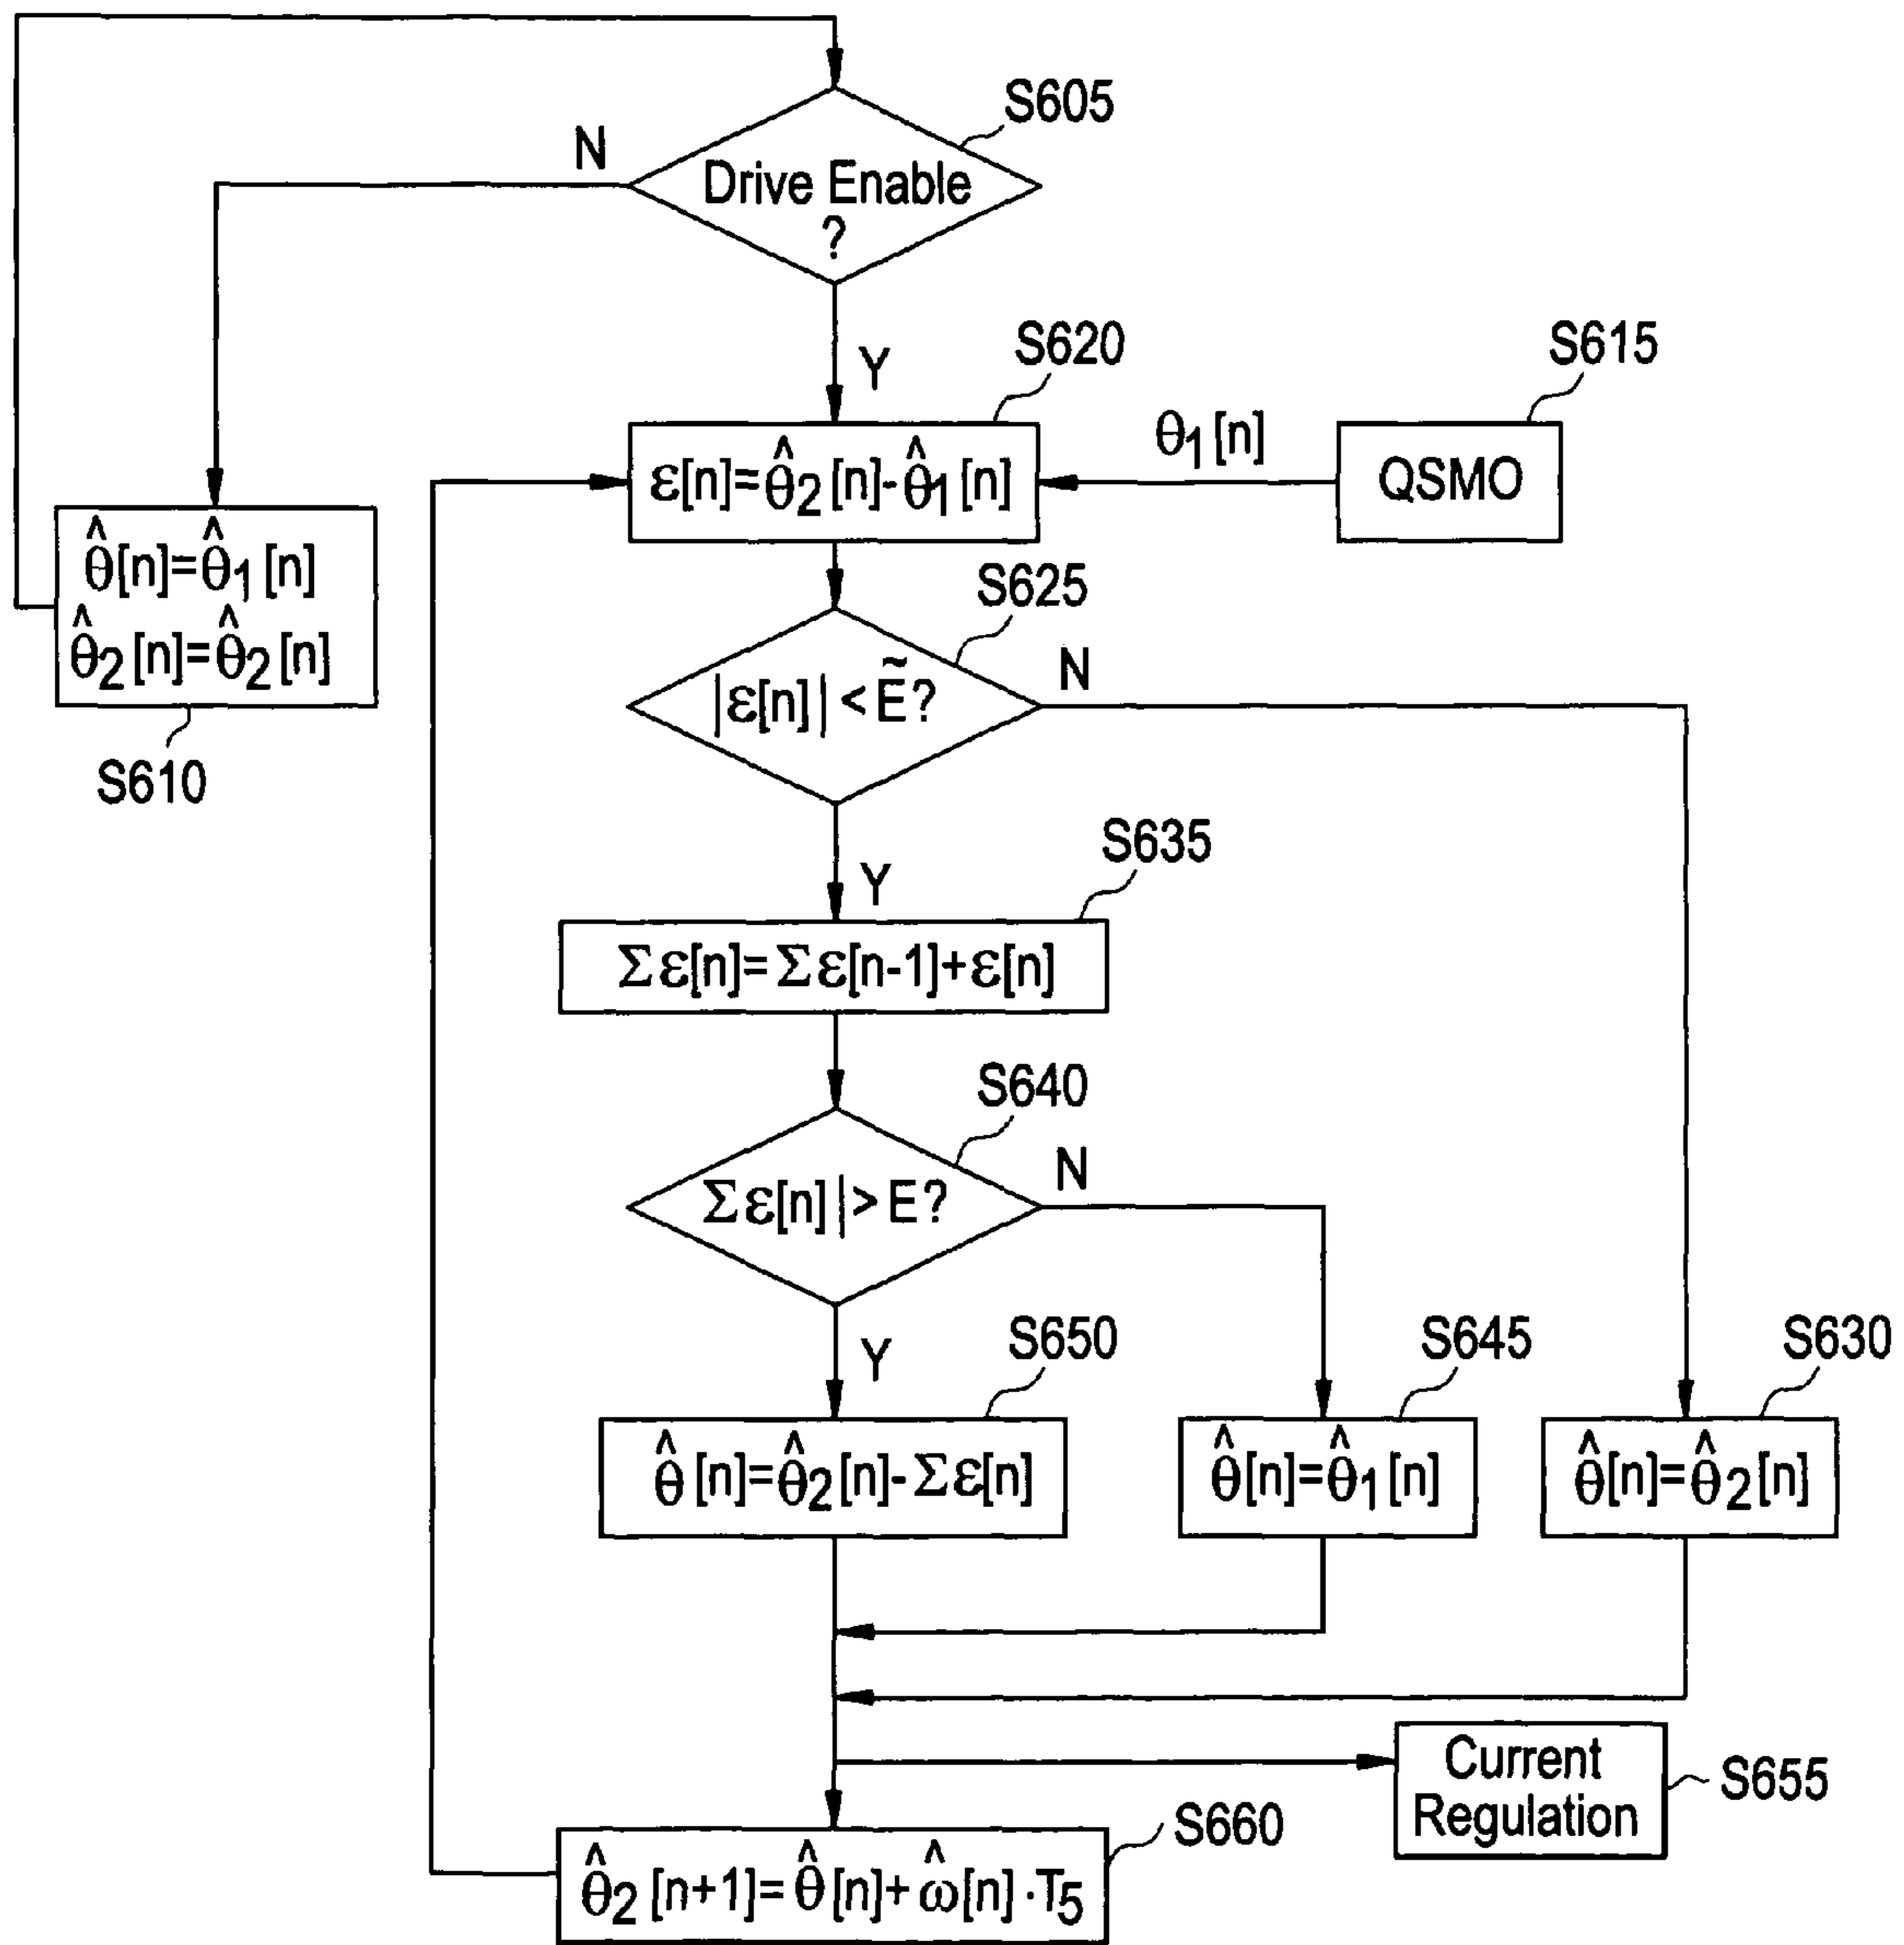 S605
N
Drive Enable
?
Y
S620
S615
θ̂₁[n]
ε[n]=θ̂₂[n]-θ̂₁[n]
QSMO
θ̂[n]=θ̂₁[n]
θ̂₂[n]=θ̂₂[n]
S610
S625
N
|ε[n]|<Ẽ?
Y
S635
Σε[n]=Σε[n-1]+ε[n]
S640
N
Σε[n]|>E?
Y
S650
S645
S630
θ̂[n]=θ̂₂[n]-Σε[n]
θ̂[n]=θ̂₁[n]
θ̂[n]=θ̂₂[n]
Current
Regulation
S655
S660
θ̂₂[n+1]=θ̂[n]+ω̂[n]·T₅